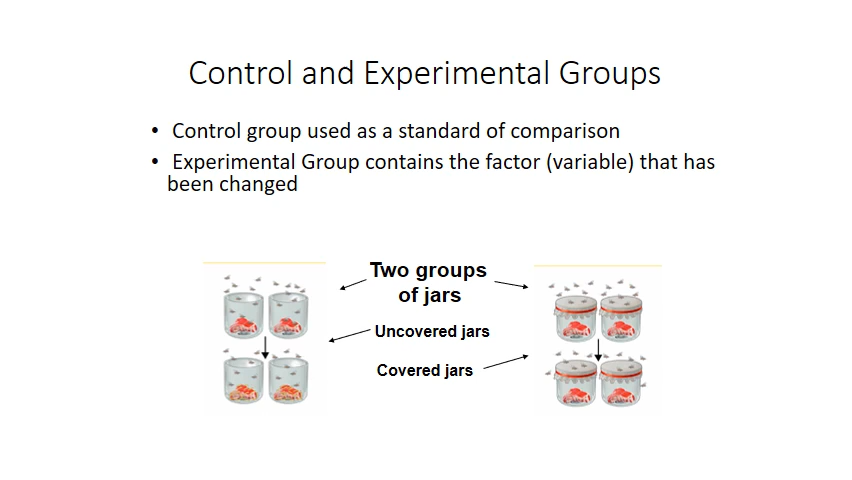 Control and Experimental Groups
• Control group used as a standard of comparison
• Experimental Group contains the factor (variable) that has
been changed
Two groups
of jars
Uncovered jars
Covered jars